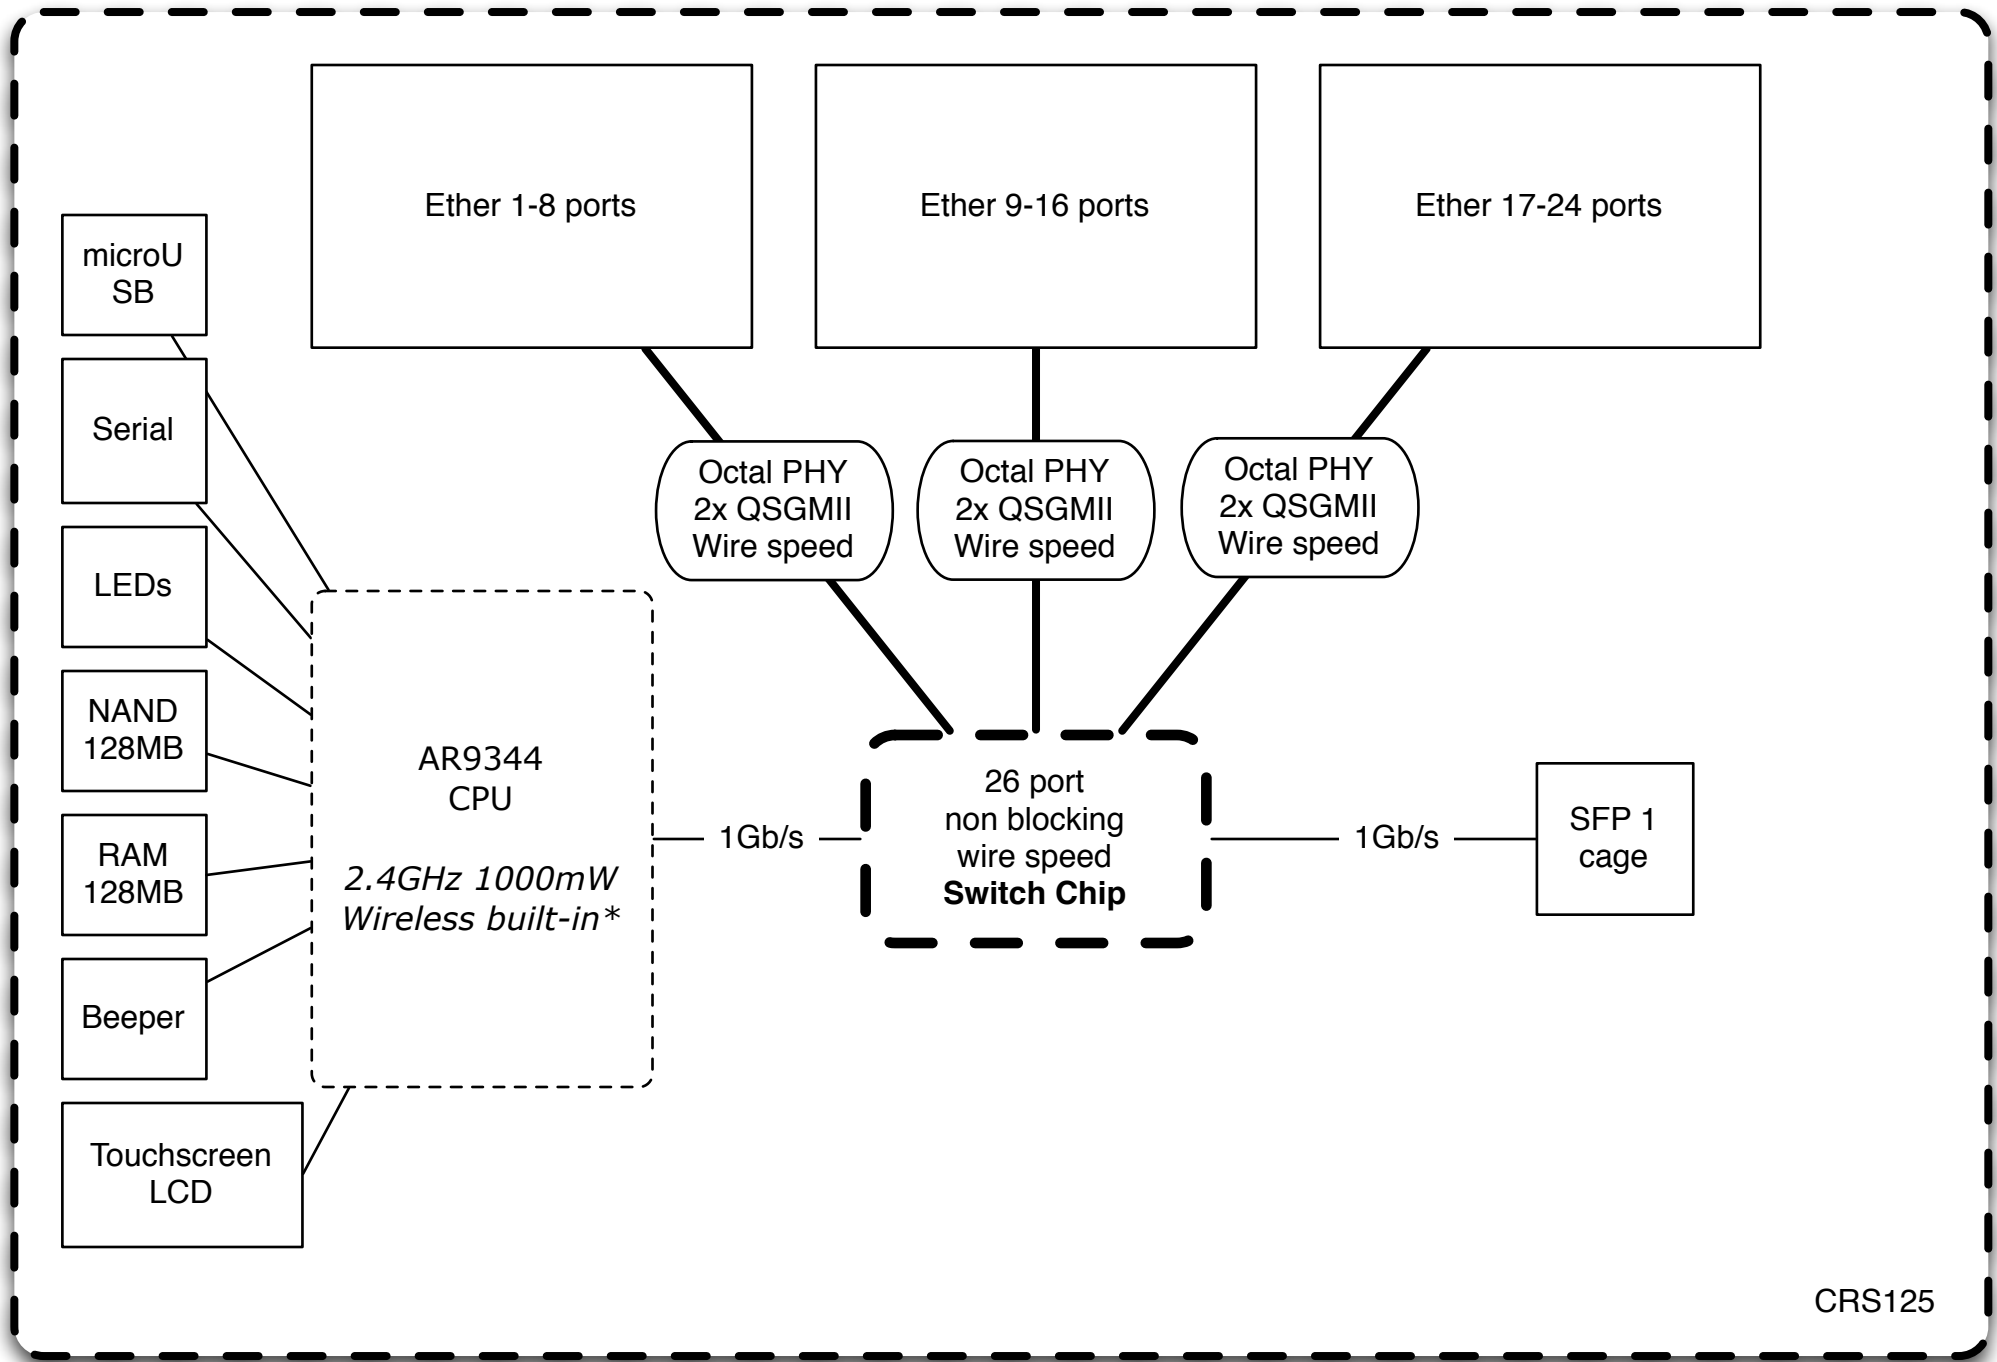 Ether 1-8 ports
Ether 9-16 ports
Ether 17-24 ports
microU
SB
Serial
LEDs
NAND
128MB
RAM
128MB
Beeper
Touchscreen
LCD
Octal PHY
2x QSGMII
Wire speed
Octal PHY
2x QSGMII
Wire speed
Octal PHY
2x QSGMII
Wire speed
AR9344
CPU
2.4GHz 1000mW
Wireless built-in*
1Gb/s
26 port
non blocking
wire speed
Switch Chip
1Gb/s
SFP 1
cage
CRS125